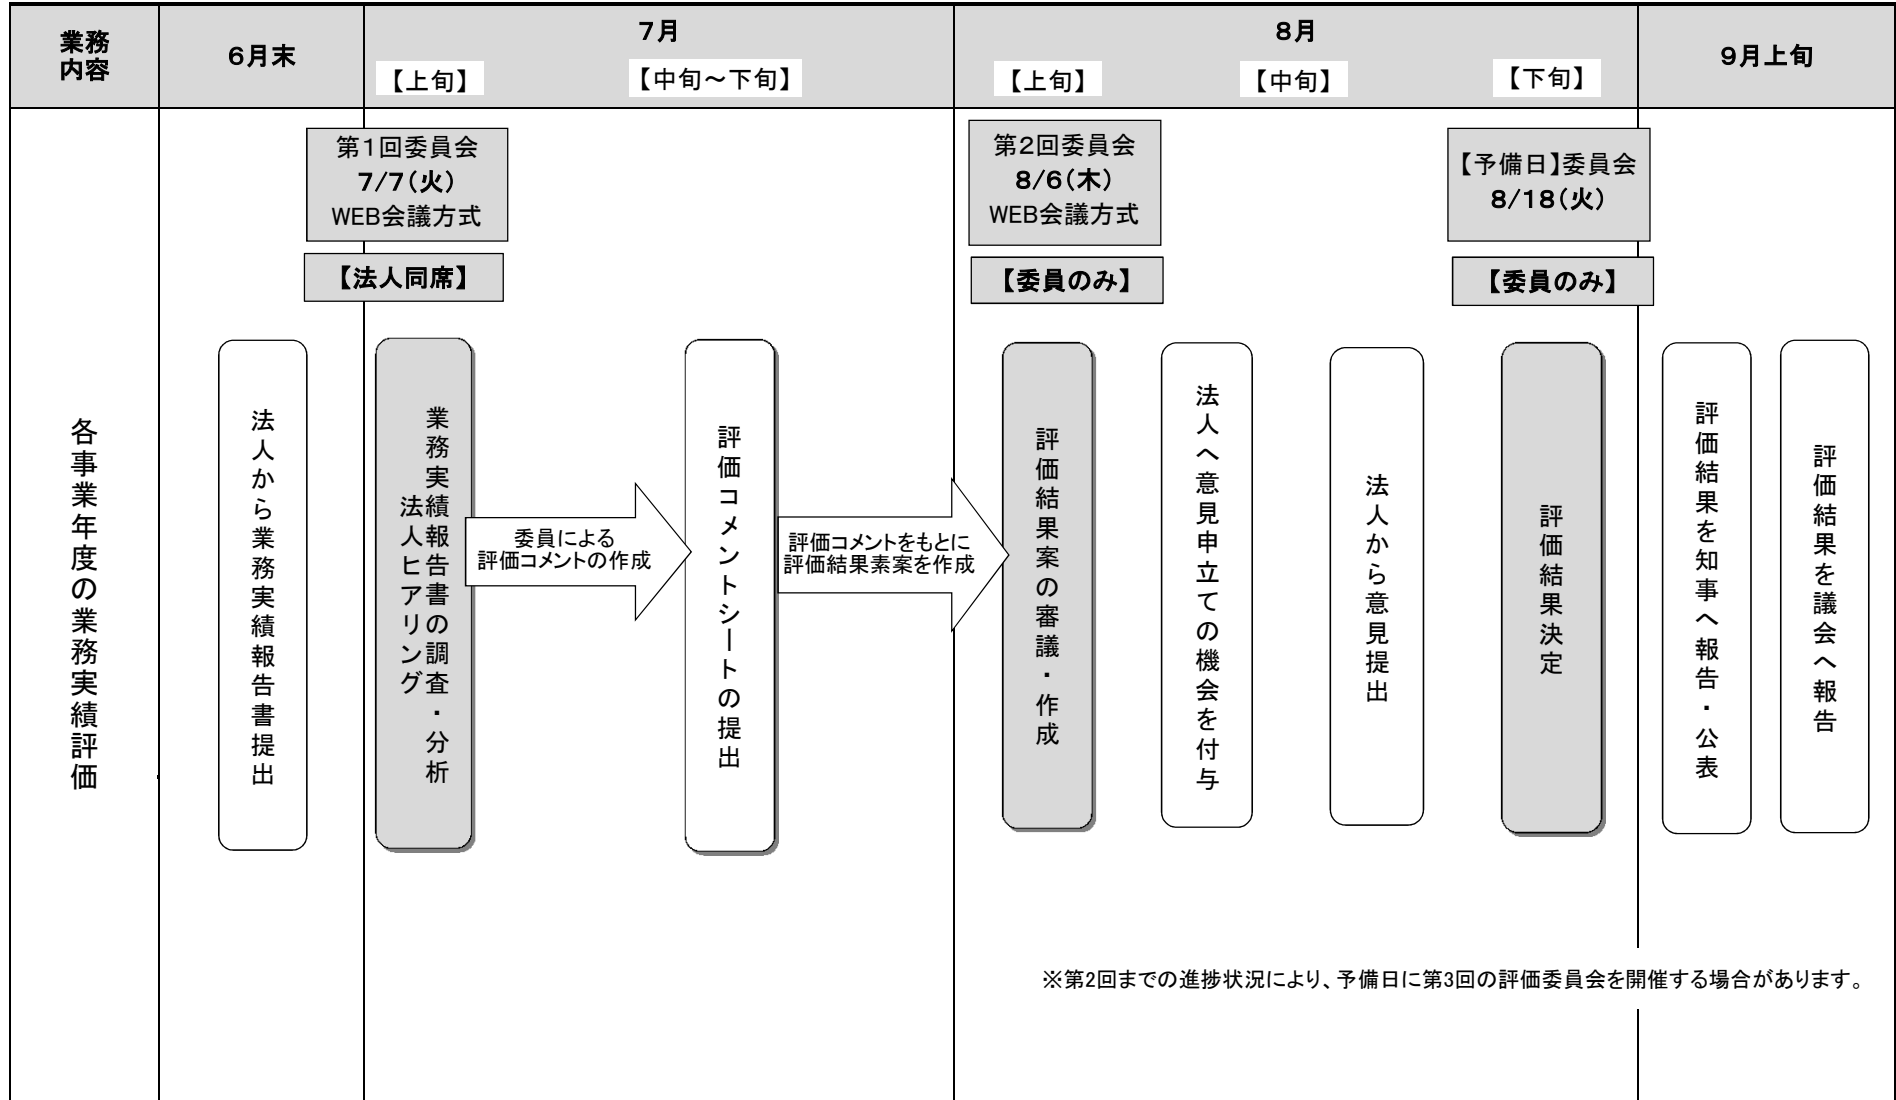 業務
内容
６月末
７月
【上旬】
【中旬～下旬】
８月
【上旬】
【中旬】
【下旬】
９月上旬
第１回委員会
7/7（火）
WEB会議方式
【法人同席】
第２回委員会
8/6（木）
WEB会議方式
【委員のみ】
【予備日】委員会
8/18（火）
【委員のみ】
各事業年度の業務実績評価
法人から業務実績報告書提出
業務実績報告書の調査・分析
法人ヒアリング
委員による
評価コメントの作成
評価コメントシートの提出
評価コメントをもとに
評価結果素案を作成
評価結果案の審議・作成
法人へ意見申立ての機会を付与
法人から意見提出
評価結果決定
評価結果を知事へ報告・公表
評価結果を議会へ報告
※第2回までの進捗状況により、予備日に第3回の評価委員会を開催する場合があります。